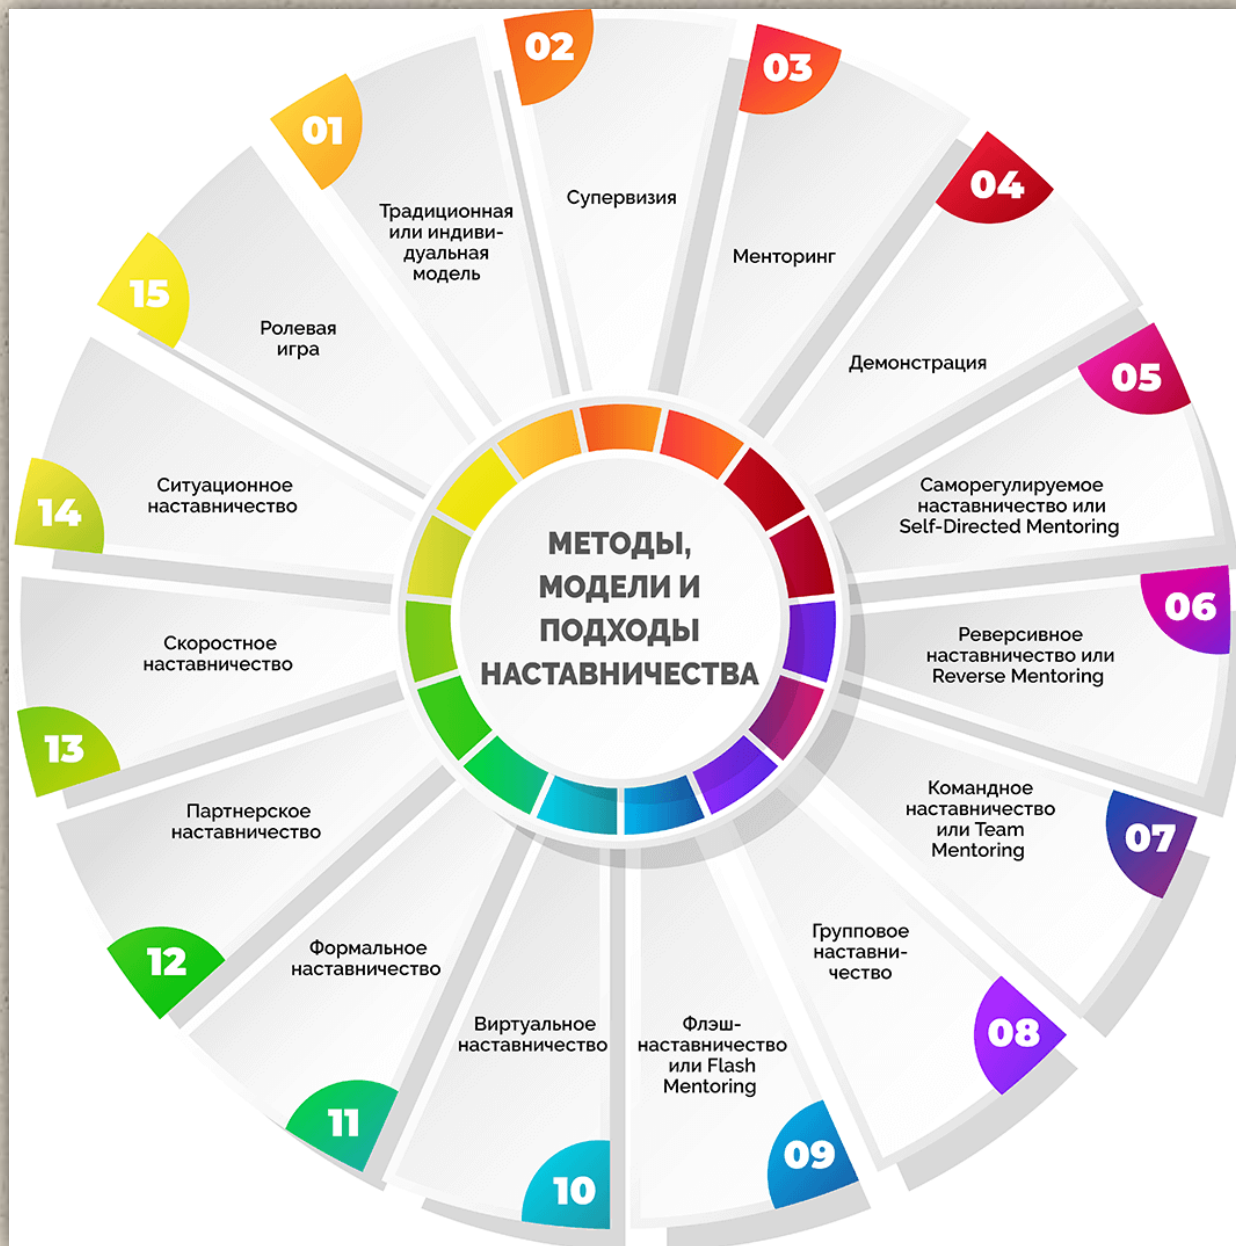 МЕТОДЫ,
МОДЕЛИ И
ПОДХОДЫ
НАСТАВНИЧЕСТВА
01
Традиционная
или индиви-
дуальная
модель
02
Супервизия
03
Менторинг
04
Демонстрация
05
Саморегулируемое
наставничество или
Self-Directed Mentoring
06
Реверсивное
наставничество или
Reverse Mentoring
07
Командное
наставничество
или Team
Mentoring
08
Групповое
наставни-
чество
09
Флэш-
наставничество
или Flash
Mentoring
10
Виртуальное
наставничество
11
Формальное
наставничество
12
Партнерское
наставничество
13
Скоростное
наставничество
14
Ситуационное
наставничество
15
Ролевая
игра